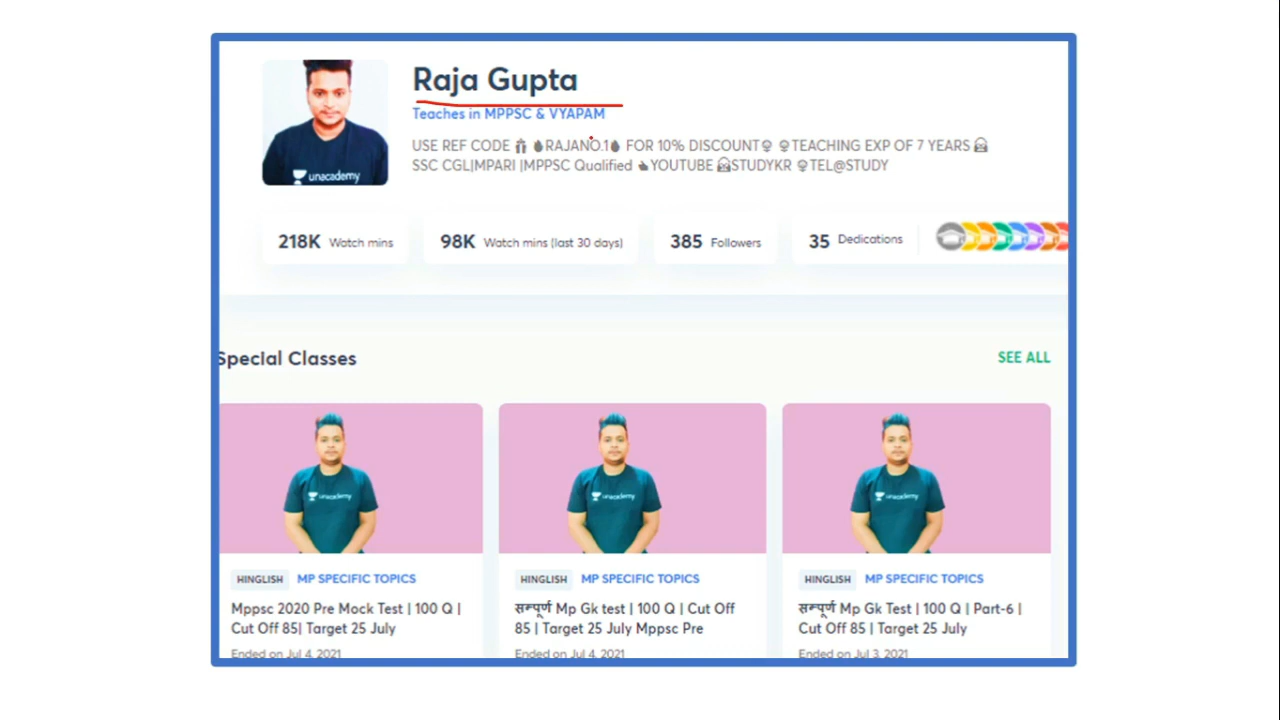 Raja Gupta
Teaches in MPPSC & VYAPAM
USE REF CODE RAJANO.1 FOR 10% DISCOUNT TEACHING EXP OF 7 YEARS
SSC CGL|MPARI |MPPSC Qualified YOUTUBE STUDYKR TEL@STUDY
unacademy
218K Watch mins
98K Watch mins (last 30 days)
385 Followers
35 Dedications
Special Classes
SEE ALL
unacademy
unacademy
unacademy
HINGLISH MP SPECIFIC TOPICS
Mppsc 2020 Pre Mock Test | 100 Q |
Cut Off 85| Target 25 July
Ended on Jul 4, 2021
HINGLISH MP SPECIFIC TOPICS
सम्पूर्ण Mp Gk test | 100 Q | Cut Off
85 | Target 25 July Mppsc Pre
Ended on Jul 4, 2021
HINGLISH MP SPECIFIC TOPICS
सम्पूर्ण Mp Gk Test | 100 Q | Part-6 |
Cut Off 85 | Target 25 July
Ended on Jul 3, 2021